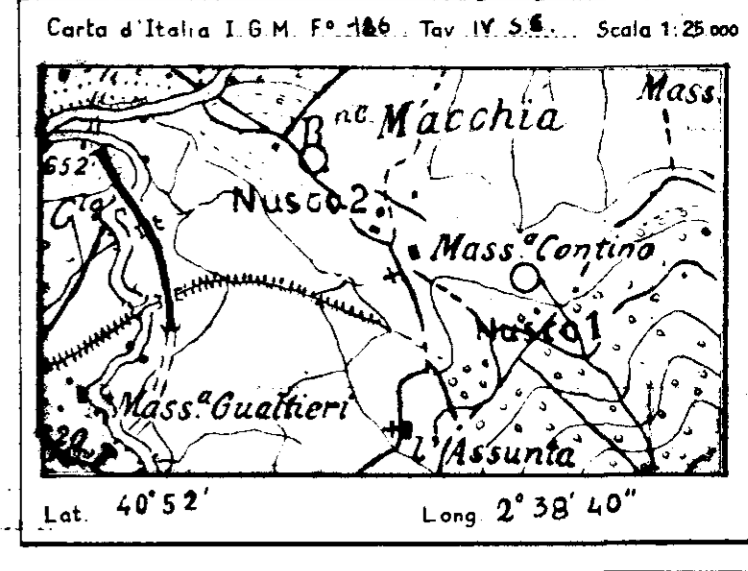 Carta d'Italia I.G.M. F° 186 Tav IV S.E. Scala 1:25 000
Mass.
B nc. Macchia
652
Nusco2
Mass.a Contino
Nusco1
Mass.a Gualtieri
l'Assunta
Lat. 40° 52' Long. 2° 38' 40"